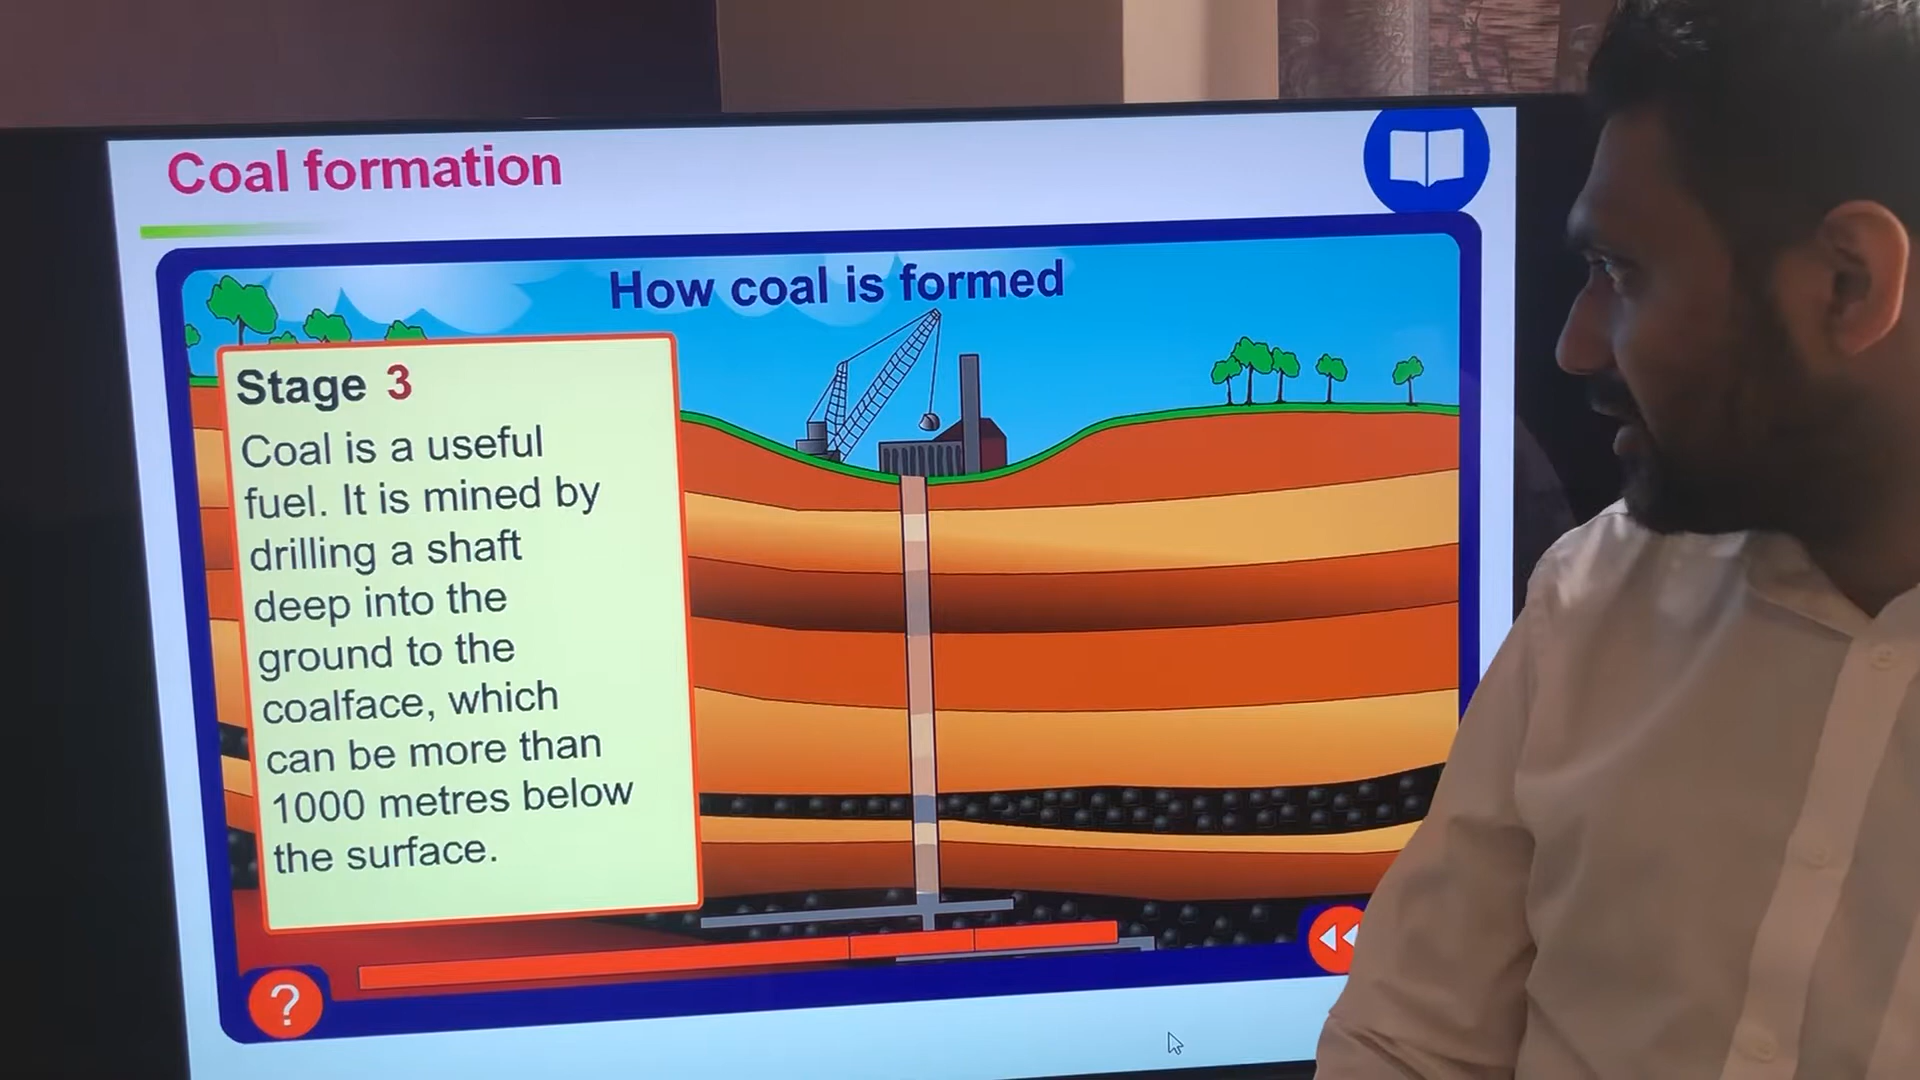 Coal formation
How coal is formed
Stage 3
Coal is a useful
fuel. It is mined by
drilling a shaft
deep into the
ground to the
coalface, which
can be more than
1000 metres below
the surface.
?